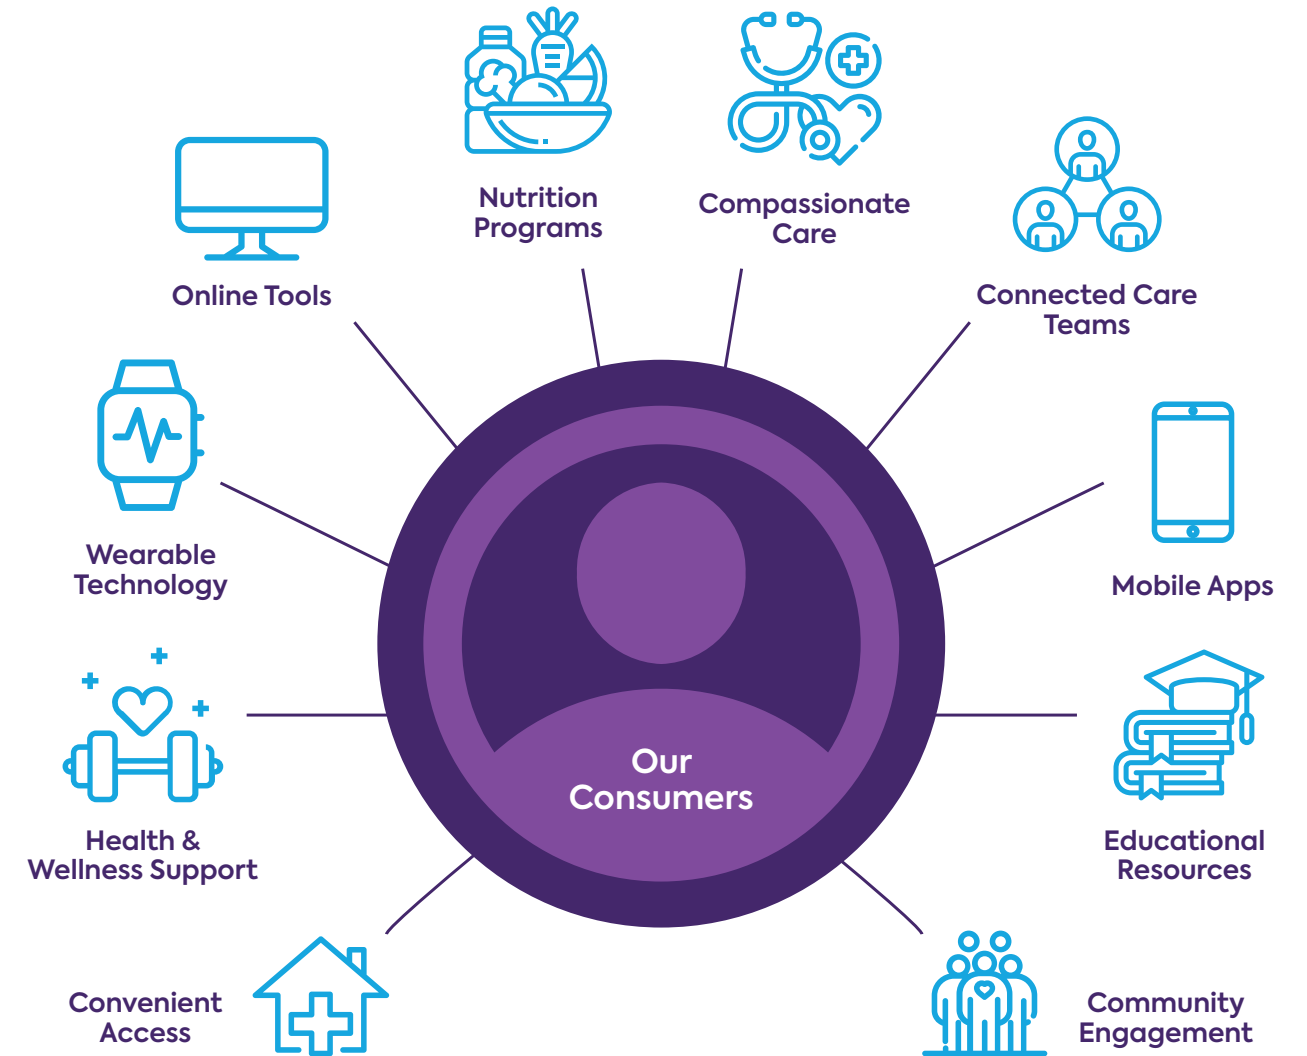 Nutrition
Programs
Compassionate
Care
Online Tools
Connected Care
Teams
Wearable
Technology
Mobile Apps
Our
Consumers
Health &
Wellness Support
Educational
Resources
Convenient
Access
Community
Engagement